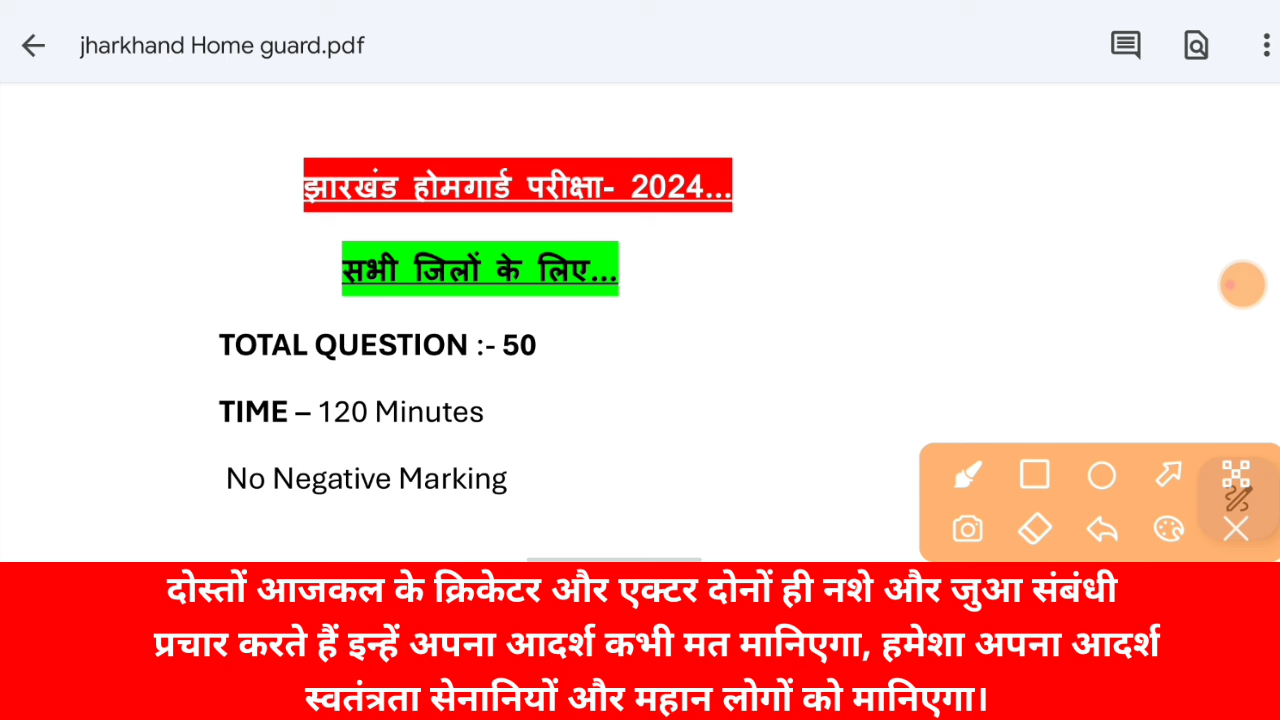 jharkhand Home guard.pdf
झारखंड होमगार्ड परीक्षा- 2024...
सभी जिलों के लिए...
TOTAL QUESTION :- 50
TIME – 120 Minutes
No Negative Marking
दोस्तों आजकल के क्रिकेटर और एक्टर दोनों ही नशे और जुआ संबंधी
प्रचार करते हैं इन्हें अपना आदर्श कभी मत मानिएगा, हमेशा अपना आदर्श
स्वतंत्रता सेनानियों और महान लोगों को मानिएगा।